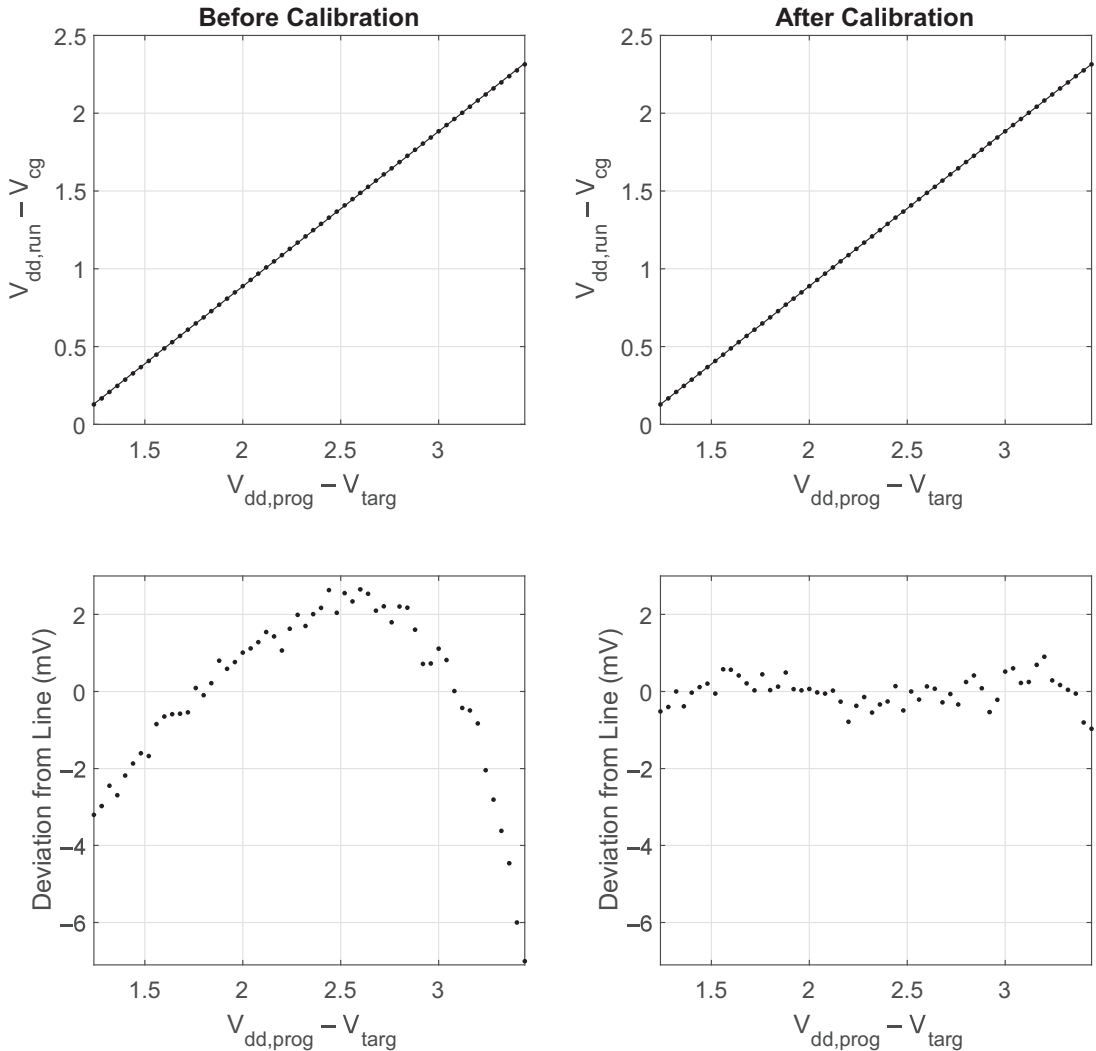 Before Calibration
2.5
2
1.5
1
0.5
0
V_dd,run − V_cg
1.5 2 2.5 3
V_dd,prog − V_targ
After Calibration
2.5
2
1.5
1
0.5
0
V_dd,run − V_cg
1.5 2 2.5 3
V_dd,prog − V_targ
2
0
−2
−4
−6
Deviation from Line (mV)
1.5 2 2.5 3
V_dd,prog − V_targ
2
0
−2
−4
−6
Deviation from Line (mV)
1.5 2 2.5 3
V_dd,prog − V_targ